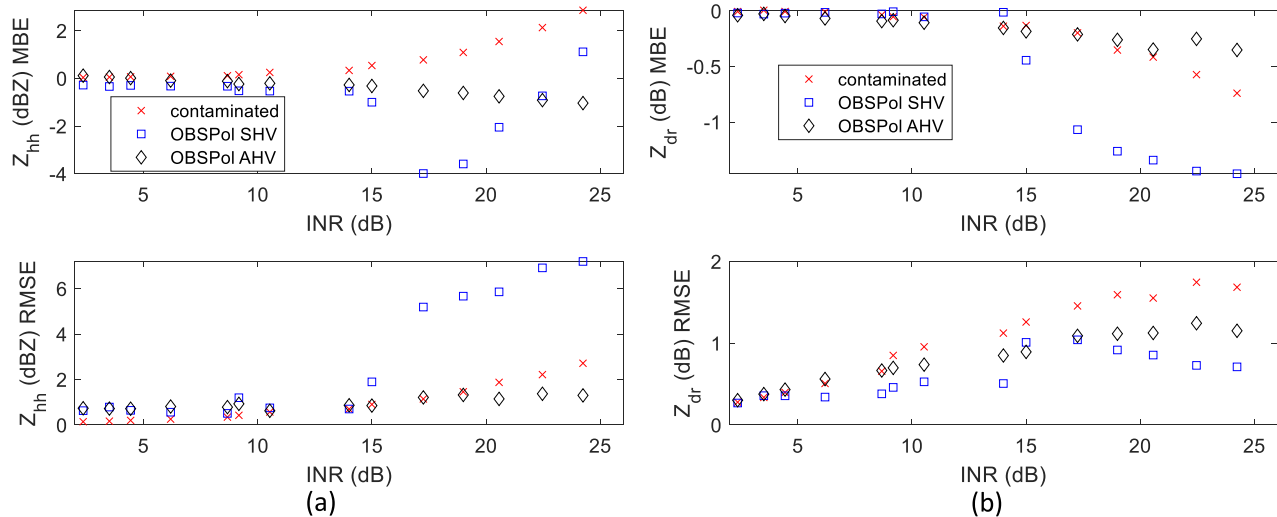 Z_hh (dBZ) MBE
2
0
-2
-4
contaminated
OBSPol SHV
OBSPol AHV
5 10 15 20 25
INR (dB)
Z_hh (dBZ) RMSE
6
4
2
0
5 10 15 20 25
INR (dB)
(a)
Z_dr (dB) MBE
0
-0.5
-1
contaminated
OBSPol SHV
OBSPol AHV
5 10 15 20 25
INR (dB)
Z_dr (dB) RMSE
2
1
0
5 10 15 20 25
INR (dB)
(b)